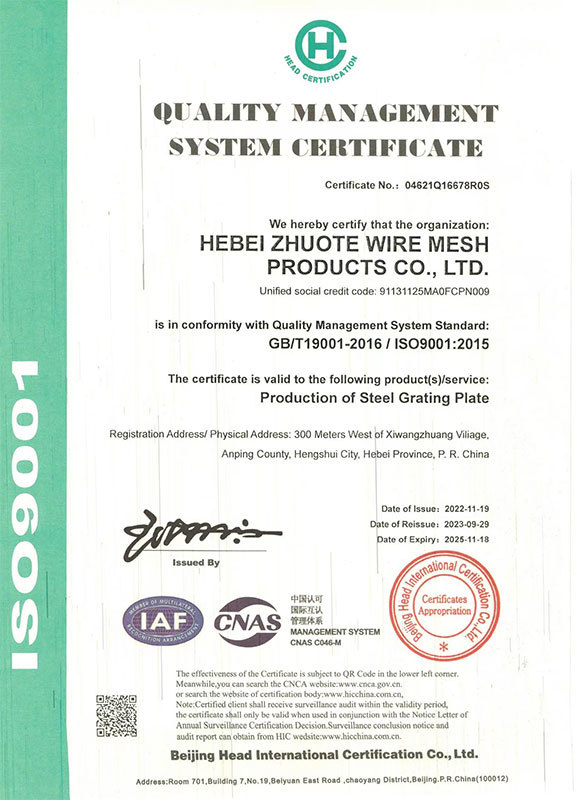 HEAD CERTIFICATION
QUALITY MANAGEMENT
SYSTEM CERTIFICATE
Certificate No.: 04621Q16678R0S
We hereby certify that the organization:
HEBEI ZHUOTE WIRE MESH
PRODUCTS CO., LTD.
Unified social credit code: 91131125MA0FCPN009
is in conformity with Quality Management System Standard:
GB/T19001-2016 / ISO9001:2015
The certificate is valid to the following product(s)/service:
Production of Steel Grating Plate
Registration Address/ Physical Address: 300 Meters West of Xiwangzhuang Viliage,
Anping County, Hengshui City, Hebei Province, P. R. China
ISO9001
Date of Issue: 2022-11-19
Date of Reissue: 2023-09-29
Date of Expiry: 2025-11-18
Issued By
MEMBER OF MULTILATERAL
IAF
RECOGNITION ARRANGEMENT
CNAS
中国认可
国际互认
管理体系
MANAGEMENT SYSTEM
CNAS C046-M
Beijing Head International Certification Co.,Ltd.
Certificates
Appropriation
The effectiveness of the Certificate is subject to QR Code in the lower left corner.
Meanwhile,you can search the CNCA website:www.cnca.gov.cn.
or search the website of certification body:www.hicchina.com.cn,
Note:Certified client shall receive surveillance audit within the validity period,
the certificate shall only be valid when used in conjunction with the Notice Letter of
Annual Surveillance Certification Decision.Surveillance conclusion notice and
audit report can obtain from HIC wedsite:www.hicchina.com.cn.
Beijing Head International Certification Co., Ltd.
Address:Room 701,Building 7,No.19,Beiyuan East Road ,chaoyang District,Beijing.P.R.China(100012)